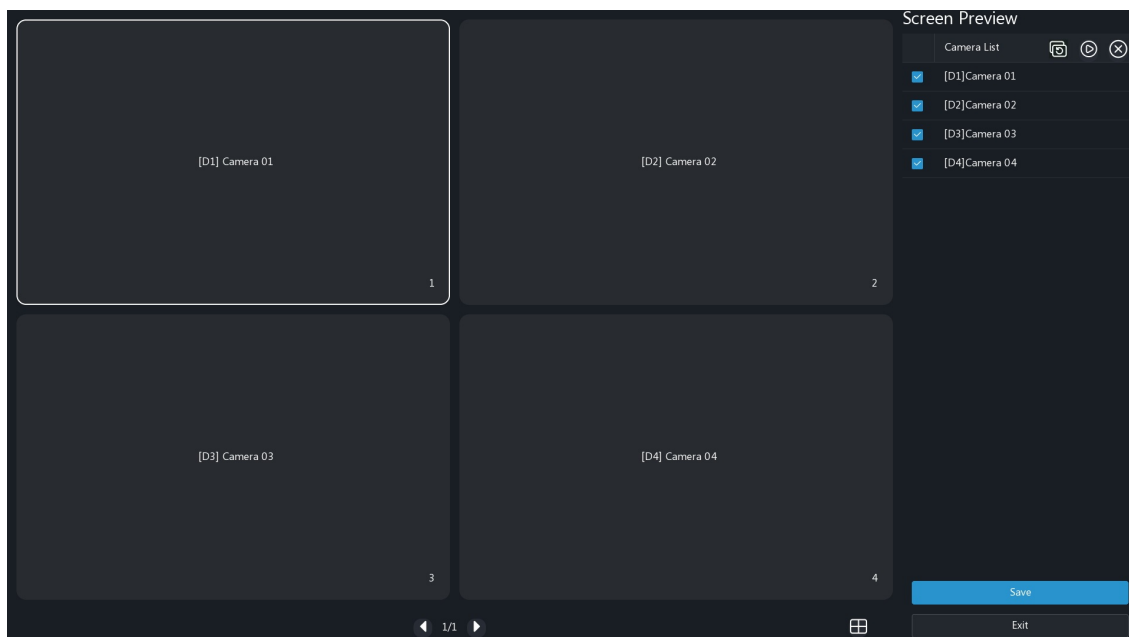 [D1] Camera 01
1
[D2] Camera 02
2
[D3] Camera 03
3
[D4] Camera 04
4
1/1
Screen Preview
Camera List
[D1]Camera 01
[D2]Camera 02
[D3]Camera 03
[D4]Camera 04
Save
Exit